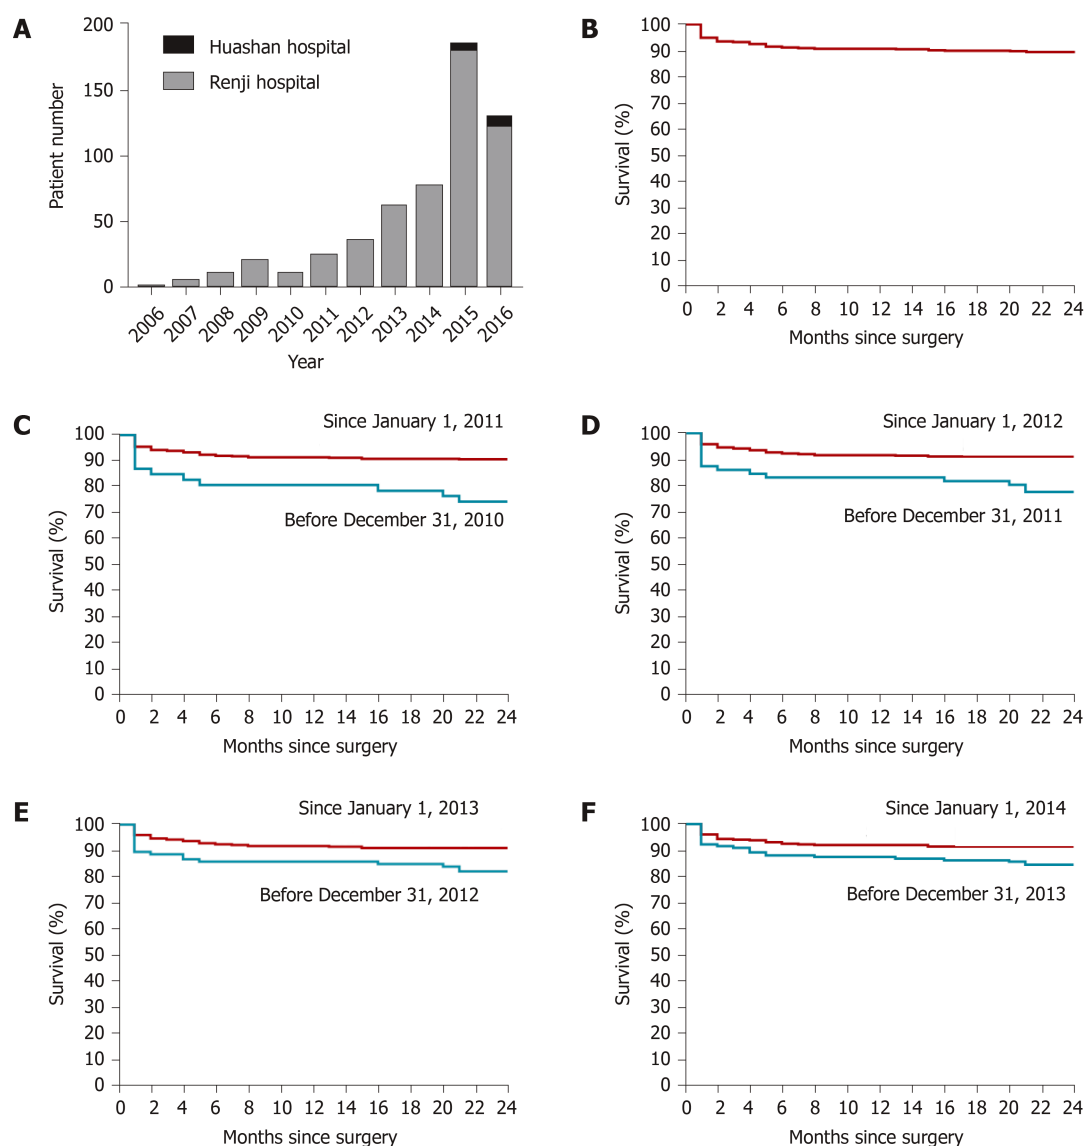 A
200
150
100
50
0
Patient number
Huashan hospital
Renji hospital
2006 2007 2008 2009 2010 2011 2012 2013 2014 2015 2016
Year
B
100
90
80
70
60
50
40
30
20
10
0
Survival (%)
0 2 4 6 8 10 12 14 16 18 20 22 24
Months since surgery
C
Since January 1, 2011
100
90
80
70
60
50
40
30
20
10
0
Survival (%)
Before December 31, 2010
0 2 4 6 8 10 12 14 16 18 20 22 24
Months since surgery
D
Since January 1, 2012
100
90
80
70
60
50
40
30
20
10
0
Survival (%)
Before December 31, 2011
0 2 4 6 8 10 12 14 16 18 20 22 24
Months since surgery
E
Since January 1, 2013
100
90
80
70
60
50
40
30
20
10
0
Survival (%)
Before December 31, 2012
0 2 4 6 8 10 12 14 16 18 20 22 24
Months since surgery
F
Since January 1, 2014
100
90
80
70
60
50
40
30
20
10
0
Survival (%)
Before December 31, 2013
0 2 4 6 8 10 12 14 16 18 20 22 24
Months since surgery